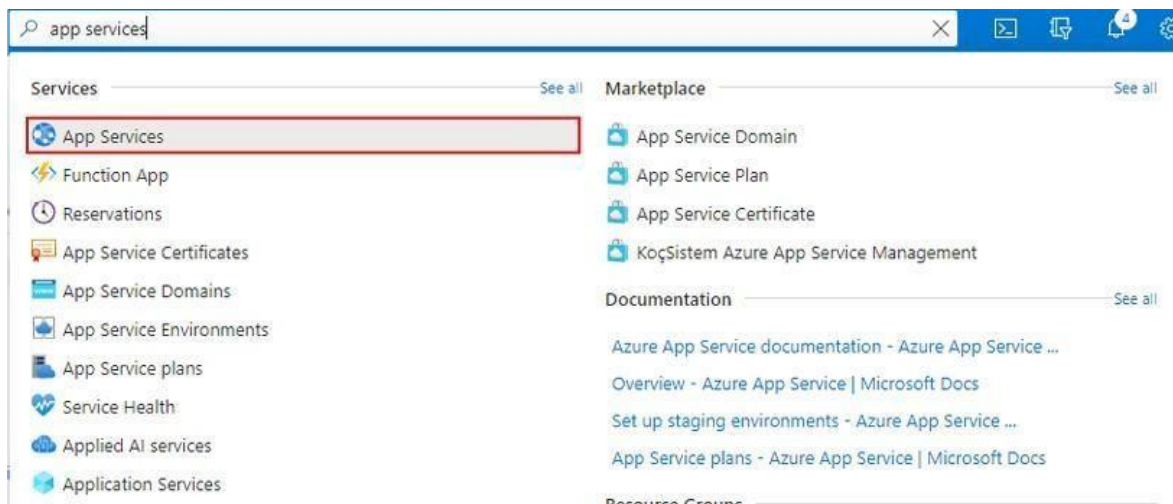 app services
4
Services
See all
App Services
Function App
Reservations
App Service Certificates
App Service Domains
App Service Environments
App Service plans
Service Health
Applied AI services
Application Services
Marketplace
See all
App Service Domain
App Service Plan
App Service Certificate
KoçSistem Azure App Service Management
Documentation
See all
Azure App Service documentation - Azure App Service ...
Overview - Azure App Service | Microsoft Docs
Set up staging environments - Azure App Service ...
App Service plans - Azure App Service | Microsoft Docs
Resource Groups